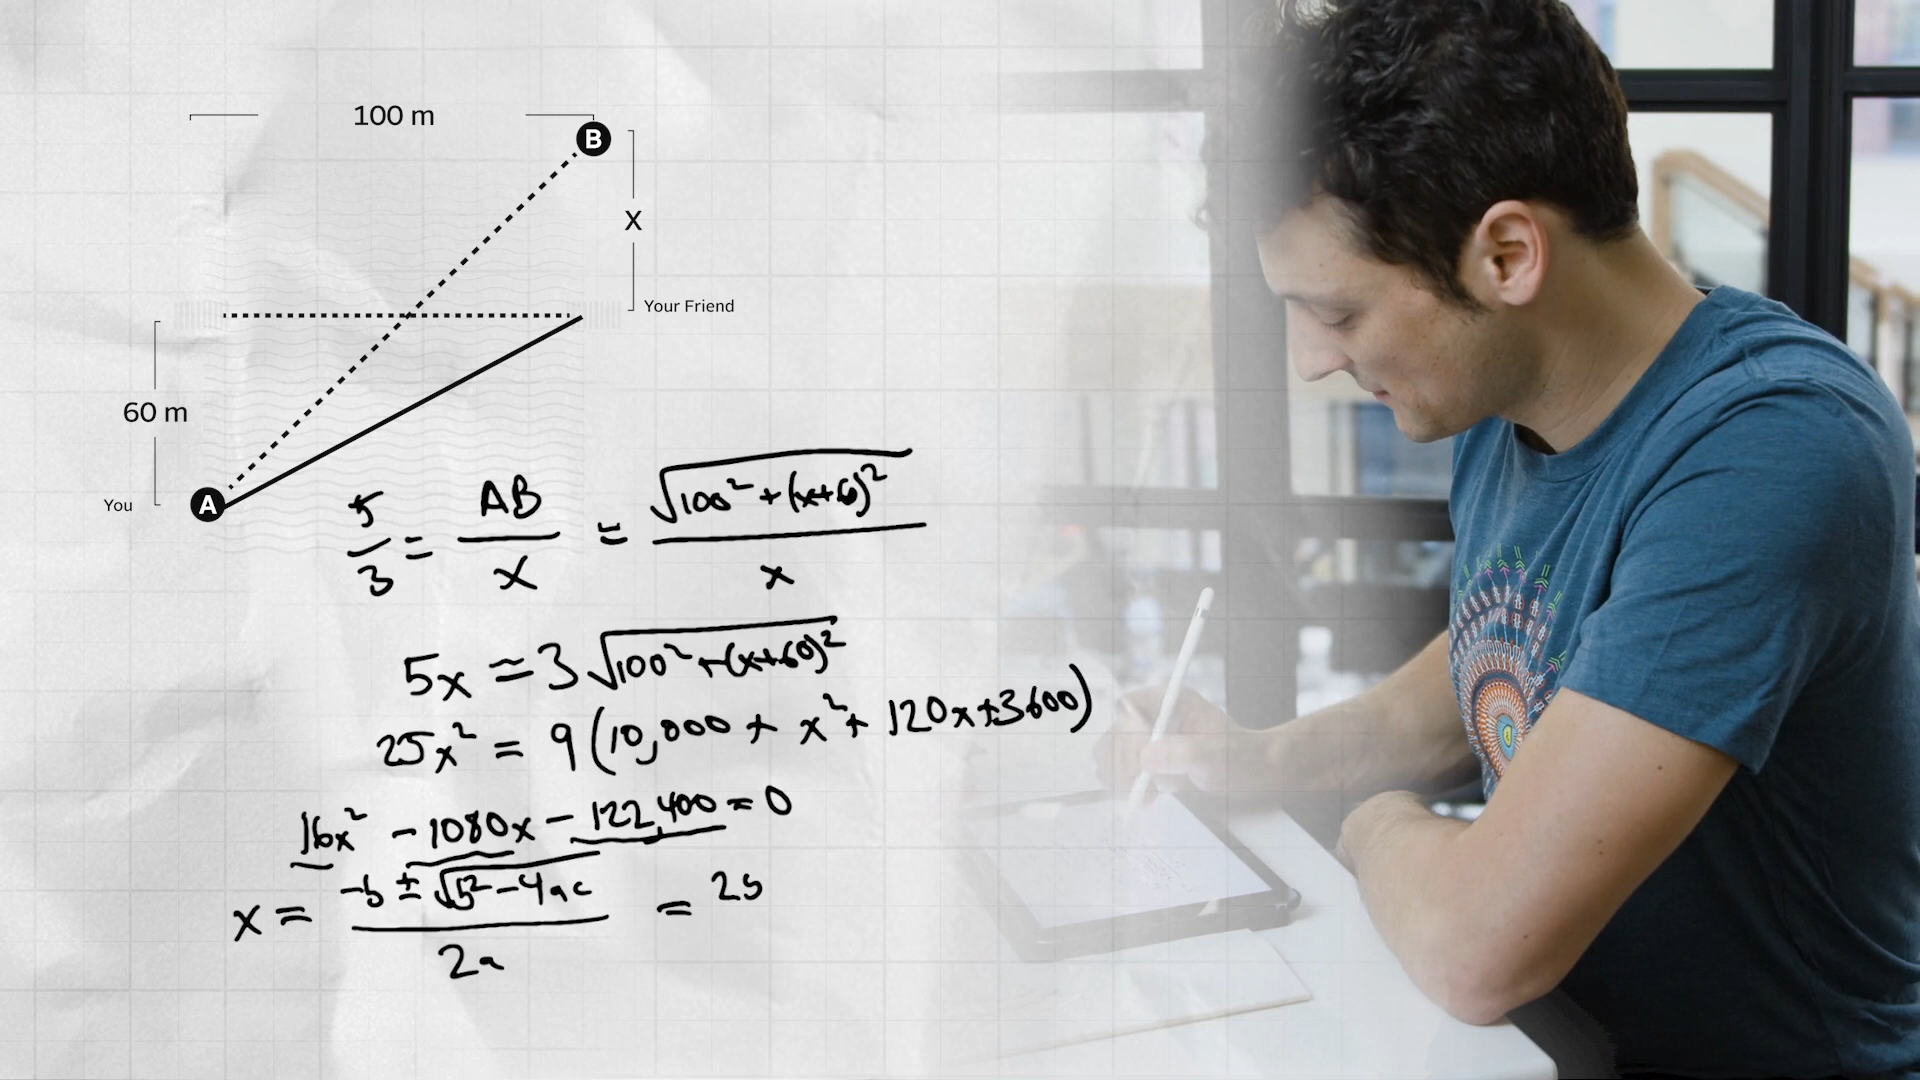 100 m
B
X
Your Friend
60 m
You
A
5/3 = AB/x = √(100² + (x+6)²)/x
5x = 3√(100² + (x+60)²)
25x² = 9(10,000 + x² + 120x + 3600)
16x² - 1080x - 122,400 = 0
x = (-b ± √(b² - 4ac))/2a = 25